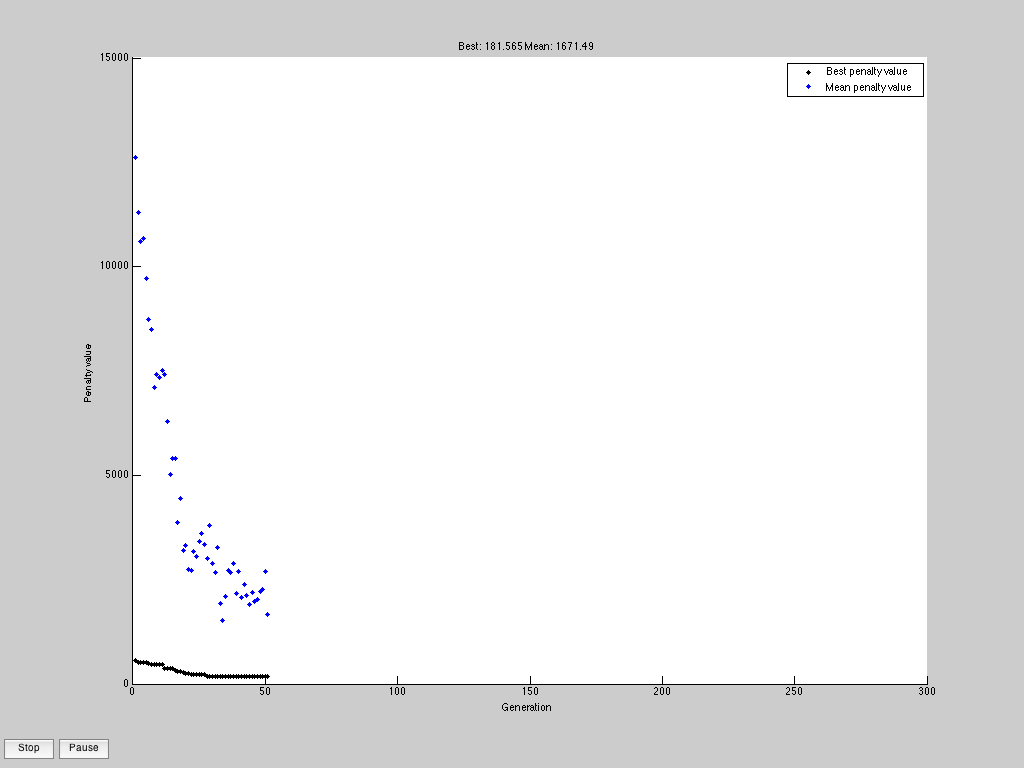 Best: 181.565 Mean: 1671.49
15000
Best penalty value
Mean penalty value
10000
Penalty value
5000
0
0 50 100 150 200 250 300
Generation
Stop Pause